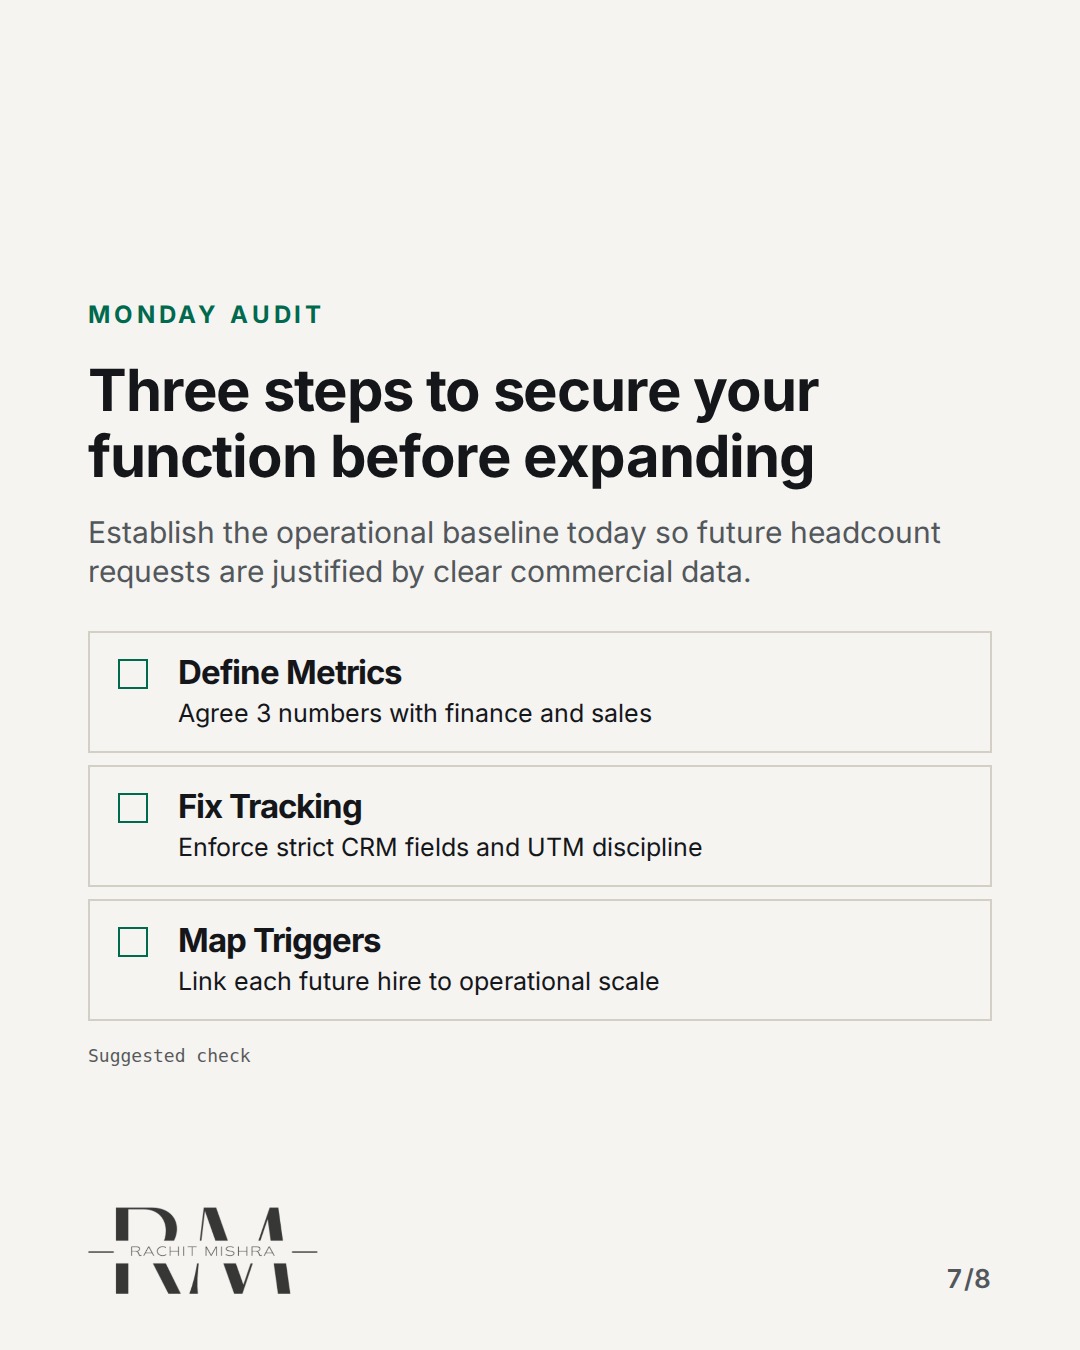 MONDAY AUDIT
Three steps to secure your
function before expanding
Establish the operational baseline today so future headcount
requests are justified by clear commercial data.
Define Metrics
Agree 3 numbers with finance and sales
Fix Tracking
Enforce strict CRM fields and UTM discipline
Map Triggers
Link each future hire to operational scale
Suggested check
RM
RACHIT MISHRA
7/8